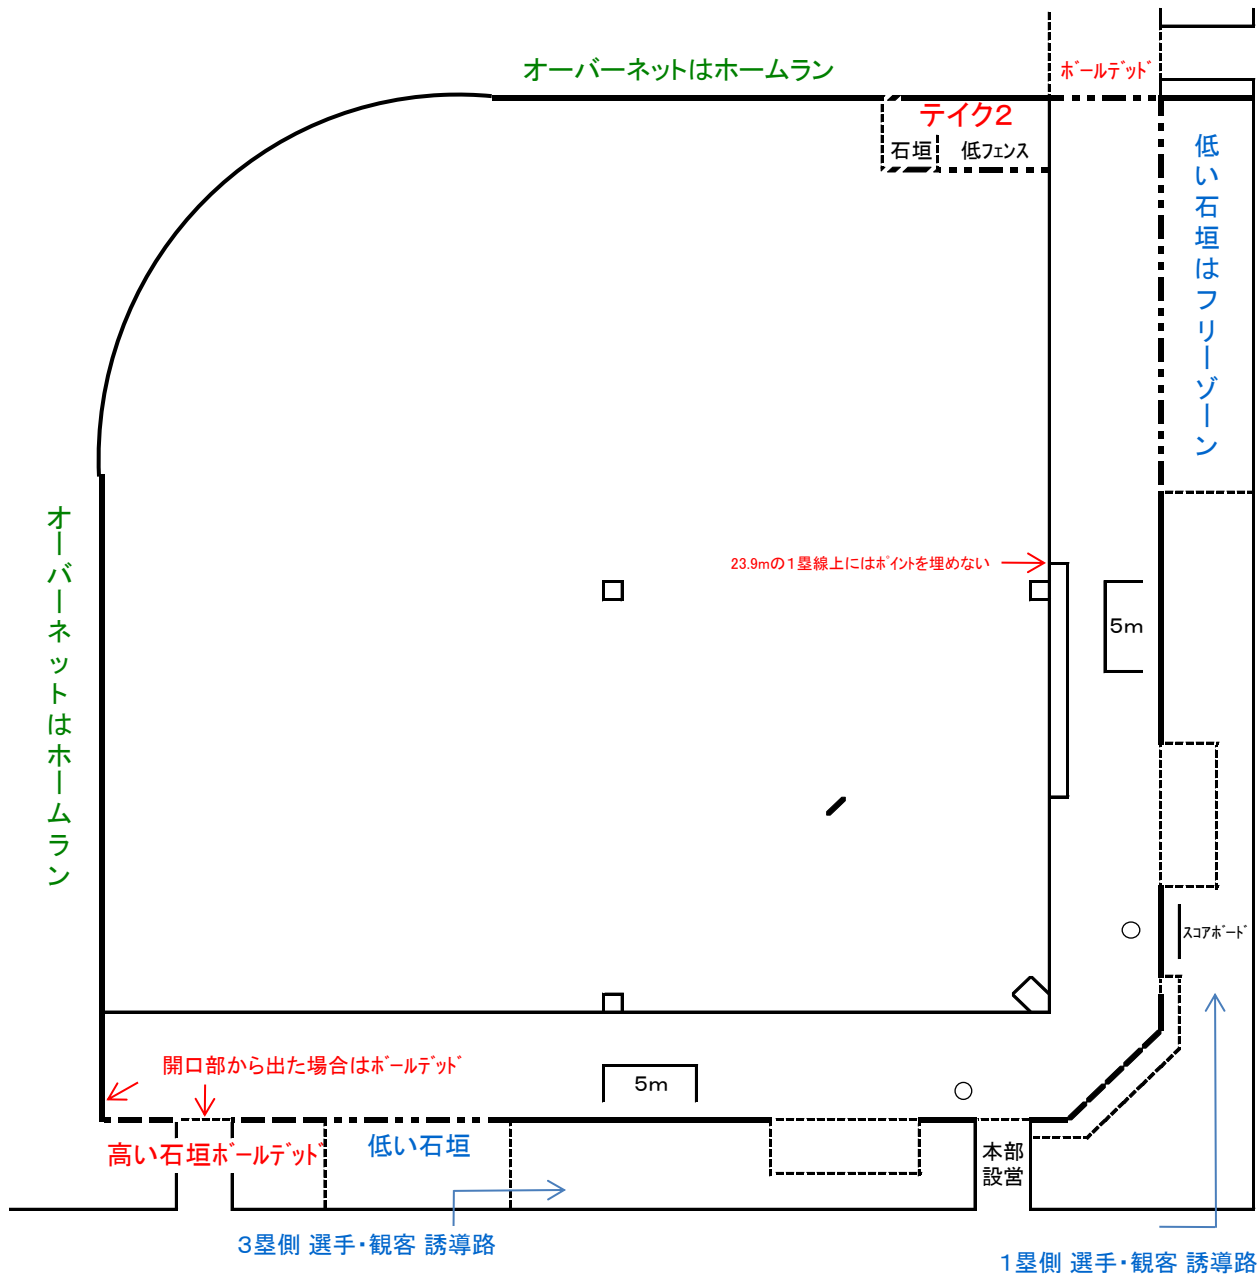 オーバーネットはホームラン
ボールデッド
テイク2
石垣
低フェンス
低い石垣はフリーゾーン
オーバーネットはホームラン
23.9mの1塁線上にはポイントを埋めない
5m
スコアボード
開口部から出た場合はボールデッド
5m
高い石垣ボールデッド
低い石垣
本部
設営
3塁側 選手・観客 誘導路
1塁側 選手・観客 誘導路